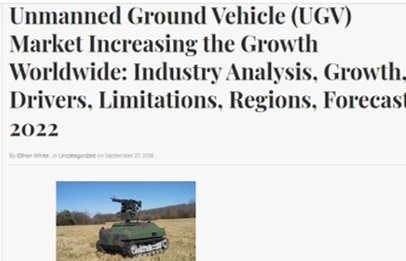 Unmanned Ground Vehicle (UGV)
Market Increasing the Growth
Worldwide: Industry Analysis, Growth,
Drivers, Limitations, Regions, Forecast
2022
By Ethan White , in Uncategorized on September 27, 2018 .